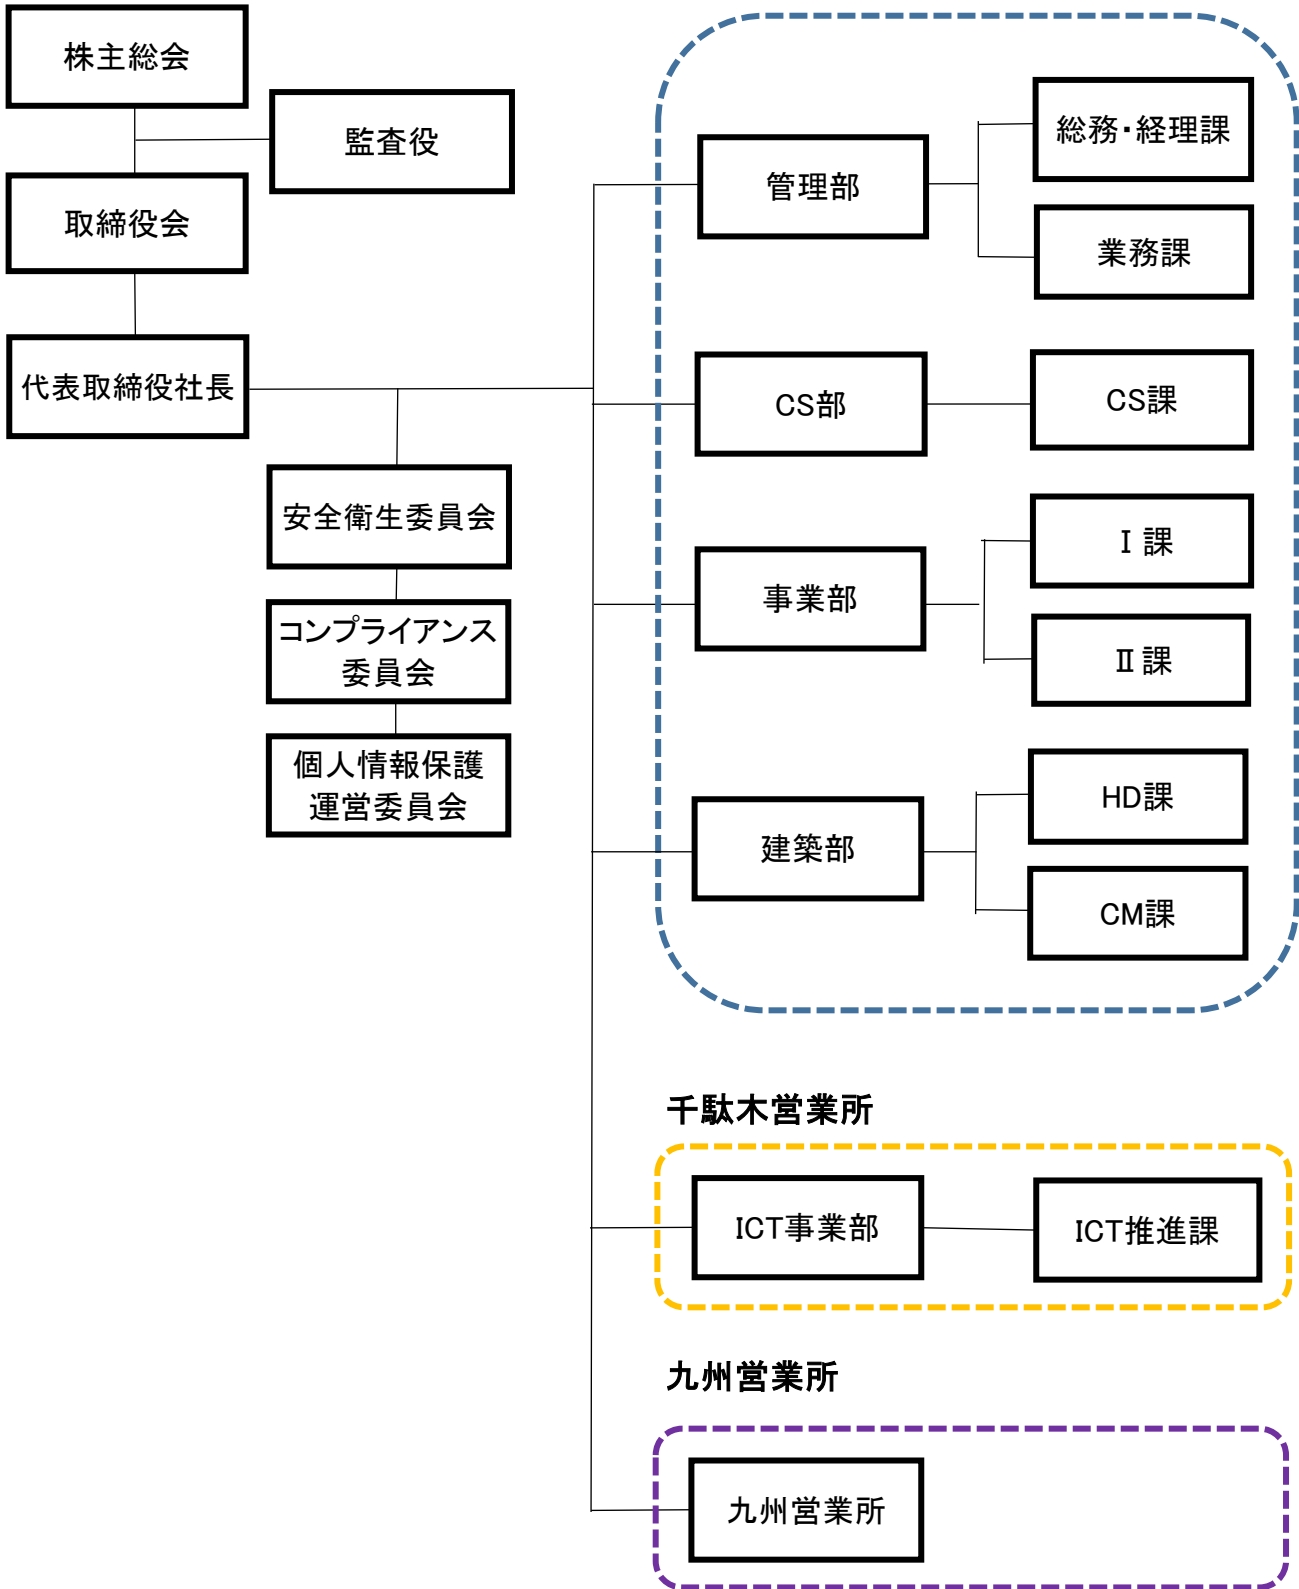 株主総会
監査役
取締役会
代表取締役社長
安全衛生委員会
コンプライアンス
委員会
個人情報保護
運営委員会
管理部
総務・経理課
業務課
CS部
CS課
事業部
Ⅰ課
Ⅱ課
建築部
HD課
CM課
千駄木営業所
ICT事業部
ICT推進課
九州営業所
九州営業所